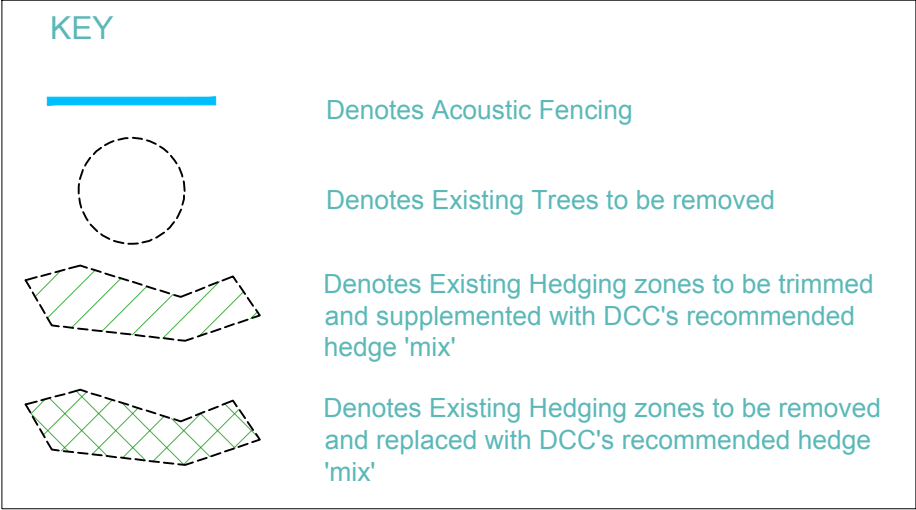 KEY
Denotes Acoustic Fencing
Denotes Existing Trees to be removed
Denotes Existing Hedging zones to be trimmed
and supplemented with DCC's recommended
hedge 'mix'
Denotes Existing Hedging zones to be removed
and replaced with DCC's recommended hedge
'mix'